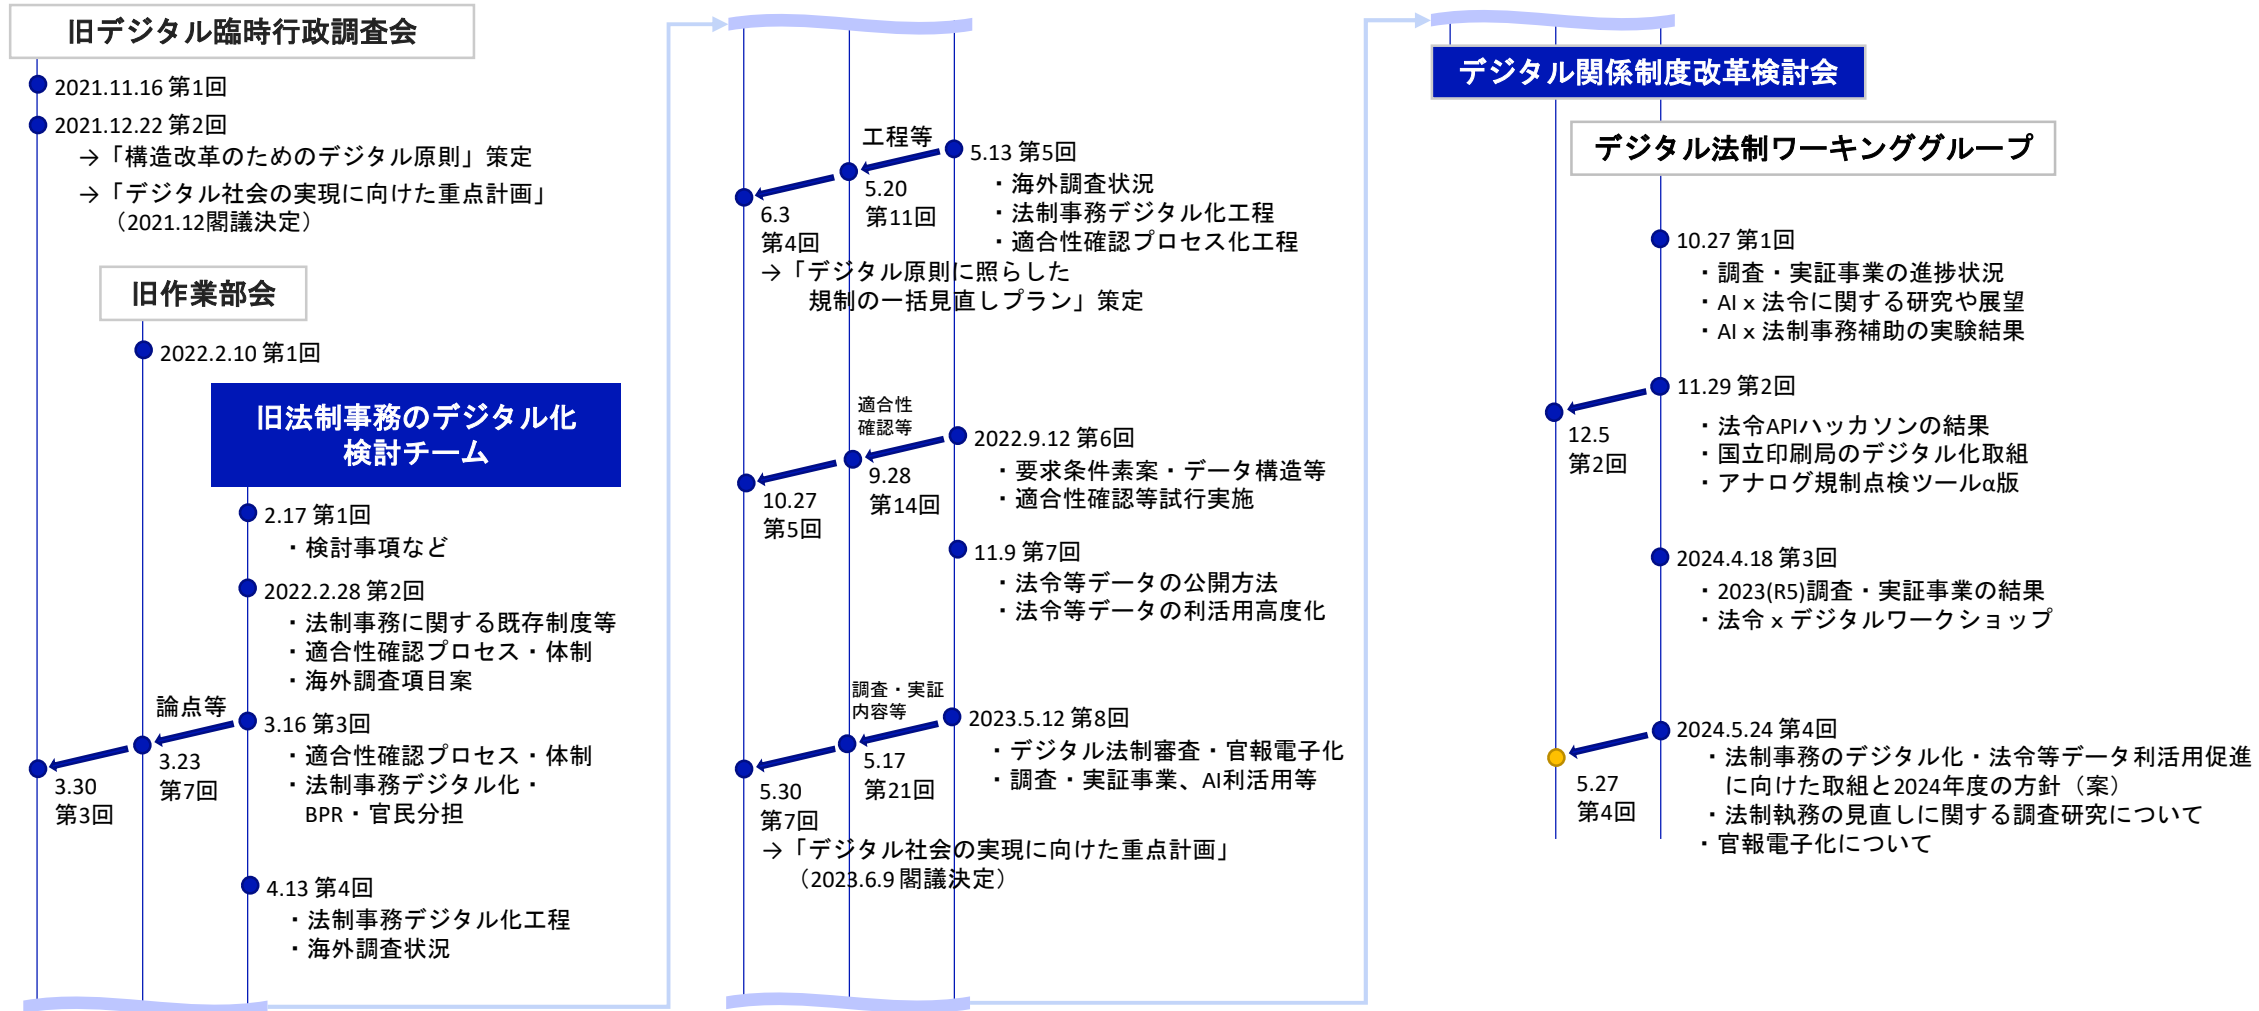 旧デジタル臨時行政調査会
2021.11.16 第1回
2021.12.22 第2回
→「構造改革のためのデジタル原則」策定
→「デジタル社会の実現に向けた重点計画」
（2021.12閣議決定）
旧作業部会
2022.2.10 第1回
旧法制事務のデジタル化
検討チーム
2.17 第1回
・検討事項など
2022.2.28 第2回
・法制事務に関する既存制度等
・適合性確認プロセス・体制
・海外調査項目案
論点等
3.16 第3回
・適合性確認プロセス・体制
・法制事務デジタル化・
BPR・官民分担
3.23
第7回
3.30
第3回
4.13 第4回
・法制事務デジタル化工程
・海外調査状況
工程等
5.13 第5回
・海外調査状況
・法制事務デジタル化工程
・適合性確認プロセス化工程
5.20
第11回
6.3
第4回
→「デジタル原則に照らした
規制の一括見直しプラン」策定
適合性
確認等
2022.9.12 第6回
・要求条件素案・データ構造等
・適合性確認等試行実施
9.28
第14回
10.27
第5回
11.9 第7回
・法令等データの公開方法
・法令等データの利活用高度化
調査・実証
内容等
2023.5.12 第8回
・デジタル法制審査・官報電子化
・調査・実証事業、AI利活用等
5.17
第21回
5.30
第7回
→「デジタル社会の実現に向けた重点計画」
（2023.6.9 閣議決定）
デジタル関係制度改革検討会
デジタル法制ワーキンググループ
10.27 第1回
・調査・実証事業の進捗状況
・AI x 法令に関する研究や展望
・AI x 法制事務補助の実験結果
11.29 第2回
・法令APIハッカソンの結果
・国立印刷局のデジタル化取組
・アナログ規制点検ツールα版
12.5
第2回
2024.4.18 第3回
・2023(R5)調査・実証事業の結果
・法令 x デジタルワークショップ
2024.5.24 第4回
・法制事務のデジタル化・法令等データ利活用促進
に向けた取組と2024年度の方針（案）
・法制執務の見直しに関する調査研究について
・官報電子化について
5.27
第4回